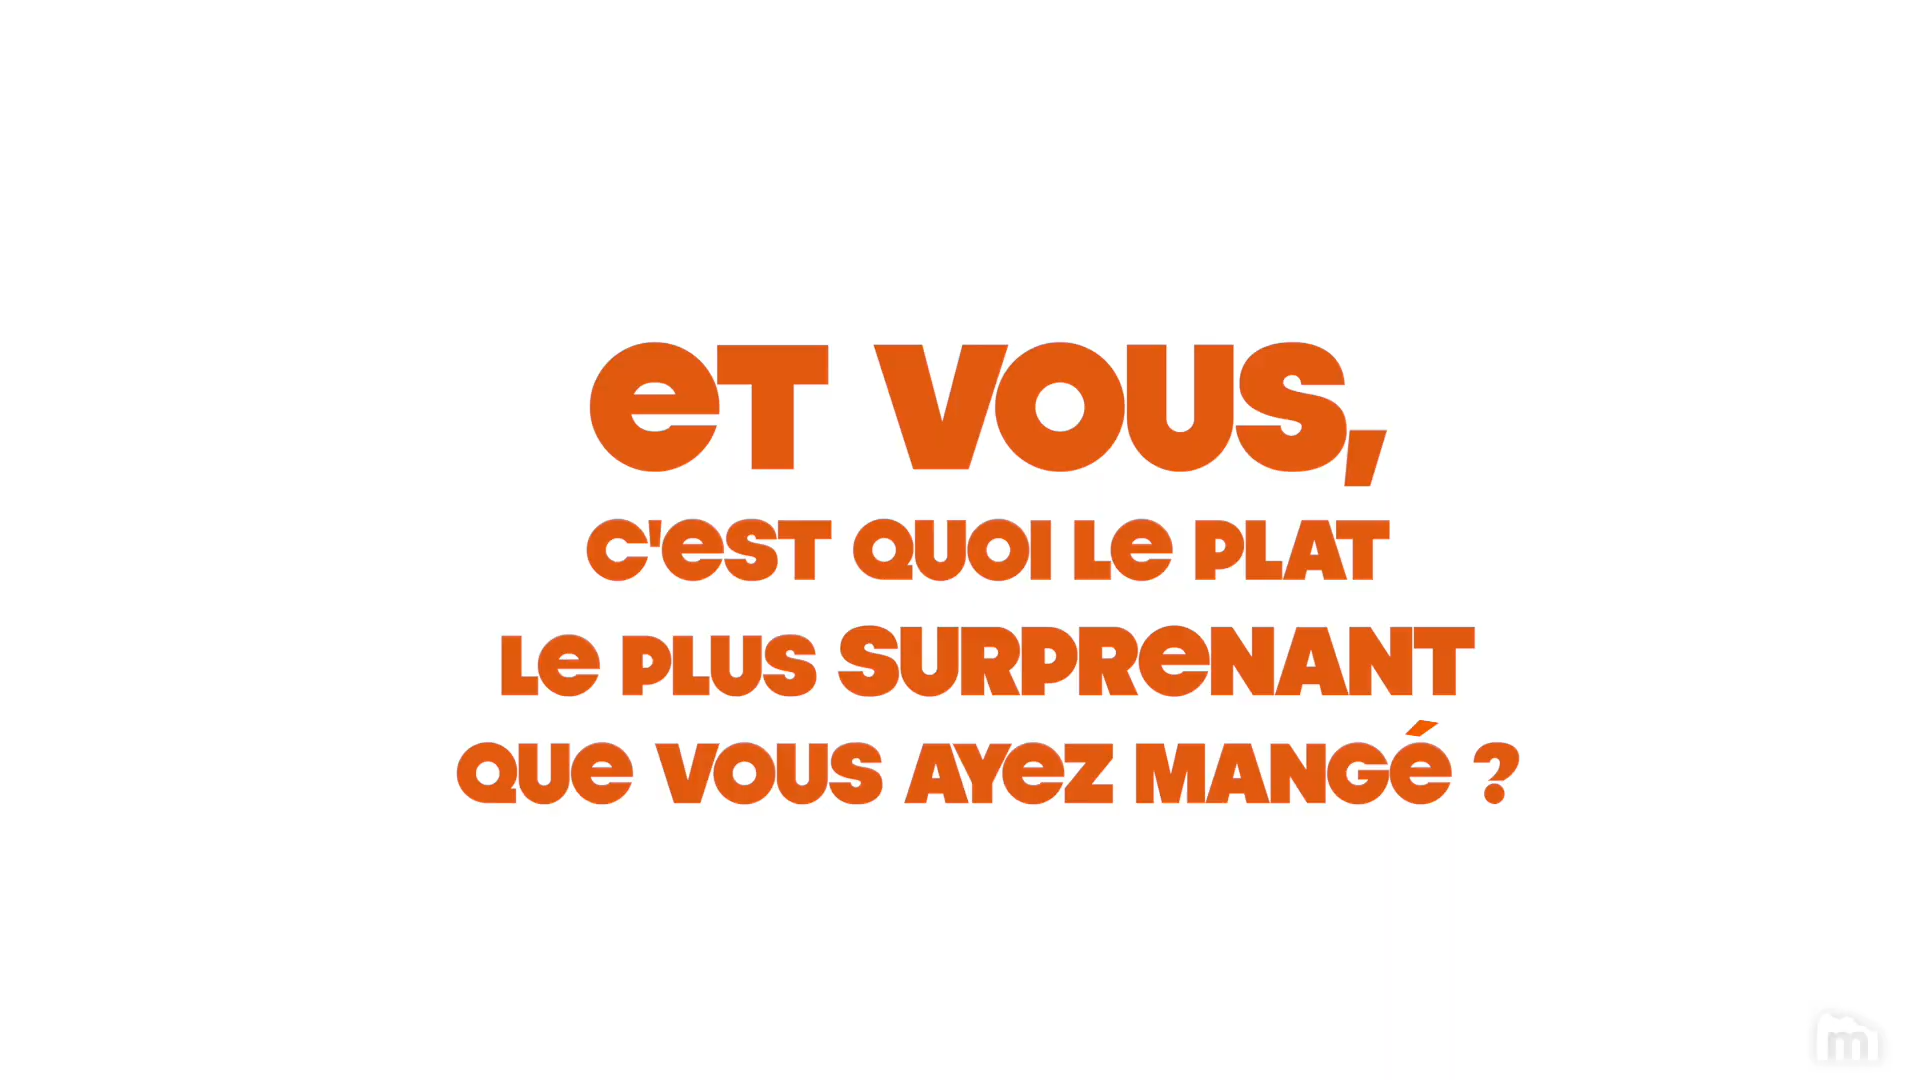 eT VOUS,
C'eST QUOI Le PLAT
Le PLUS SURPReNANT
QUe VOUS AYeZ MANGé ?
m